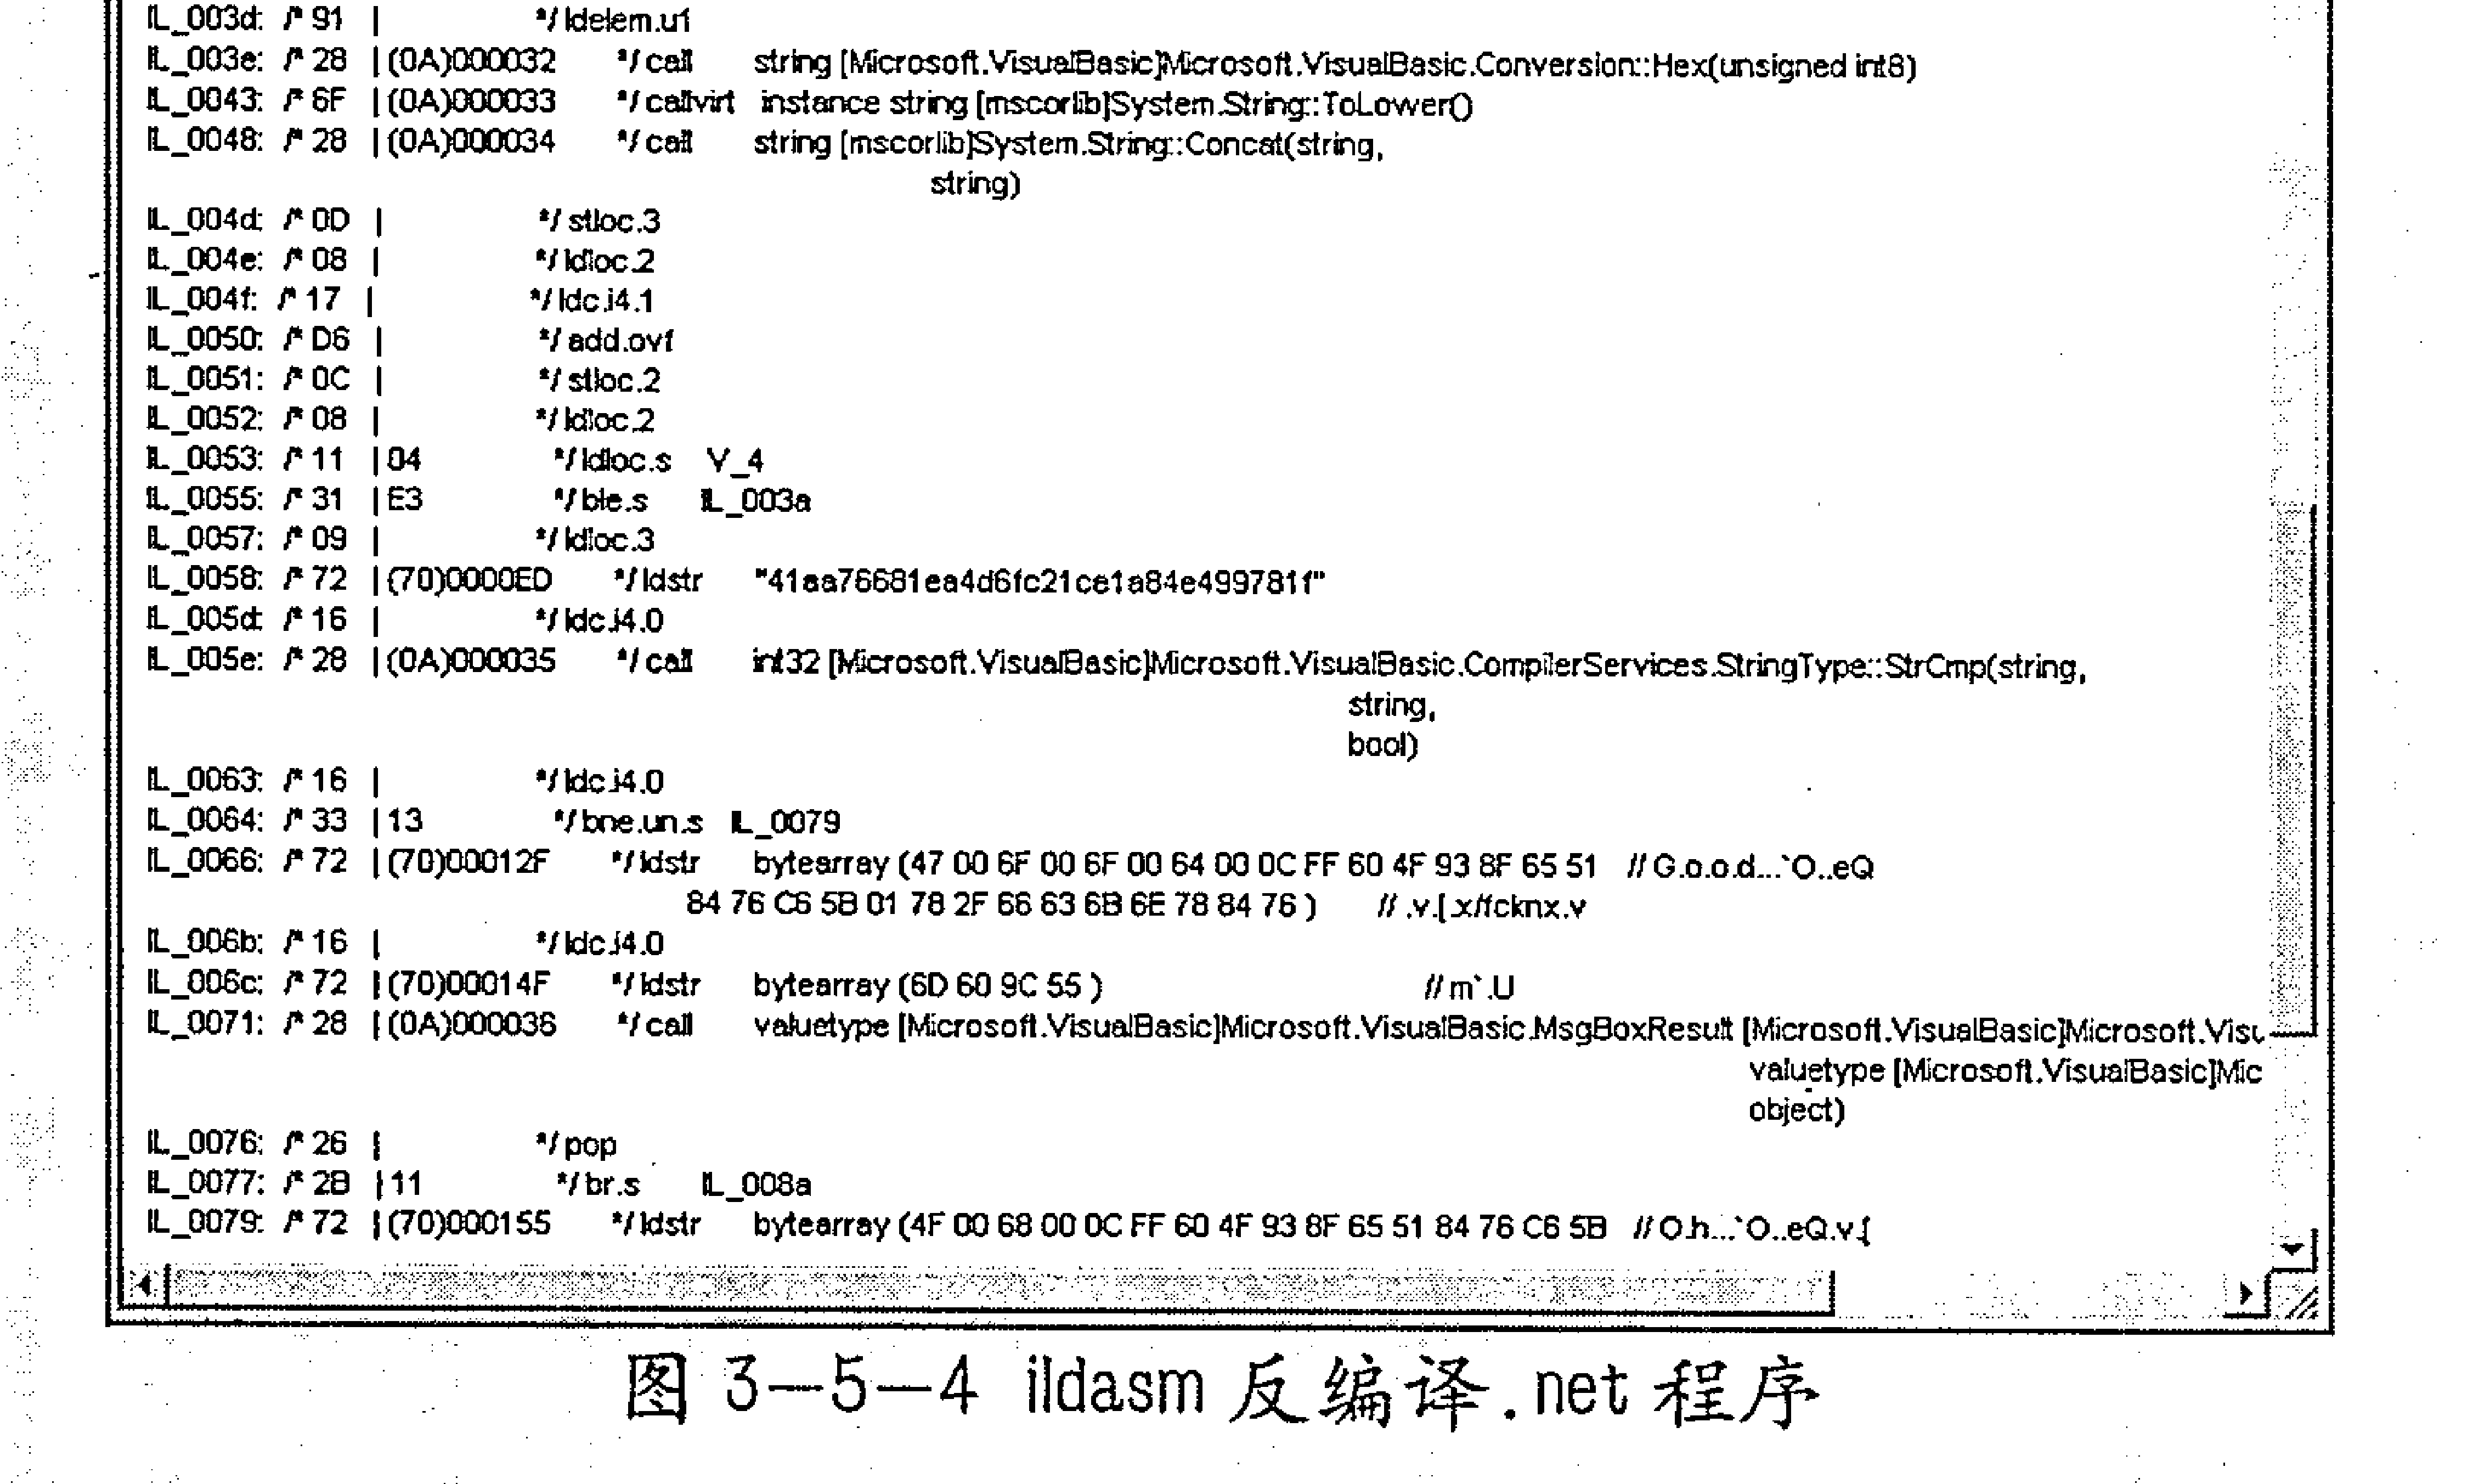 IL_003d: /* 91 | */ ldelem.u1
IL_003e: /* 28 |(0A)000032 */ call string [Microsoft.VisualBasic]Microsoft.VisualBasic.Conversion::Hex(unsigned int8)
IL_0043: /* 6F |(0A)000033 */ callvirt instance string [mscorlib]System.String::ToLower()
IL_0048: /* 28 |(0A)000034 */ call string [mscorlib]System.String::Concat(string,
string)
IL_004d: /* 0D | */ stloc.3
IL_004e: /* 08 | */ ldloc.2
IL_004f: /* 17 | */ ldc.i4.1
IL_0050: /* D6 | */ add.ovf
IL_0051: /* 0C | */ stloc.2
IL_0052: /* 08 | */ ldloc.2
IL_0053: /* 11 |04 */ ldloc.s V_4
IL_0055: /* 31 |E3 */ ble.s IL_003a
IL_0057: /* 09 | */ ldloc.3
IL_0058: /* 72 |(70)0000ED */ ldstr "41aa76681ea4d6fc21ce1a84e499781f"
IL_005d: /* 16 | */ ldc.i4.0
IL_005e: /* 28 |(0A)000035 */ call int32 [Microsoft.VisualBasic]Microsoft.VisualBasic.CompilerServices.StringType::StrCmp(string,
string,
bool)
IL_0063: /* 16 | */ ldc.i4.0
IL_0064: /* 33 |13 */ bne.un.s IL_0079
IL_0066: /* 72 |(70)00012F */ ldstr bytearray (47 00 6F 00 6F 00 64 00 0C FF 60 4F 93 8F 65 51 // G.o.o.d...`O..eQ
84 76 C6 5B 01 78 2F 66 63 6B 6E 78 84 76 ) // .v.[.x/fcknx.v
IL_006b: /* 16 | */ ldc.i4.0
IL_006c: /* 72 |(70)00014F */ ldstr bytearray (6D 60 9C 55 ) // m`.U
IL_0071: /* 28 |(0A)000036 */ call valuetype [Microsoft.VisualBasic]Microsoft.VisualBasic.MsgBoxResult [Microsoft.VisualBasic]Microsoft.Visu
valuetype [Microsoft.VisualBasic]Mic
object)
IL_0076: /* 26 | */ pop
IL_0077: /* 2B |11 */ br.s IL_008a
IL_0079: /* 72 |(70)000155 */ ldstr bytearray (4F 00 68 00 0C FF 60 4F 93 8F 65 51 84 76 C6 5B // O.h...`O..eQ.v.[
图 3—5—4 ildasm 反编译.net 程序